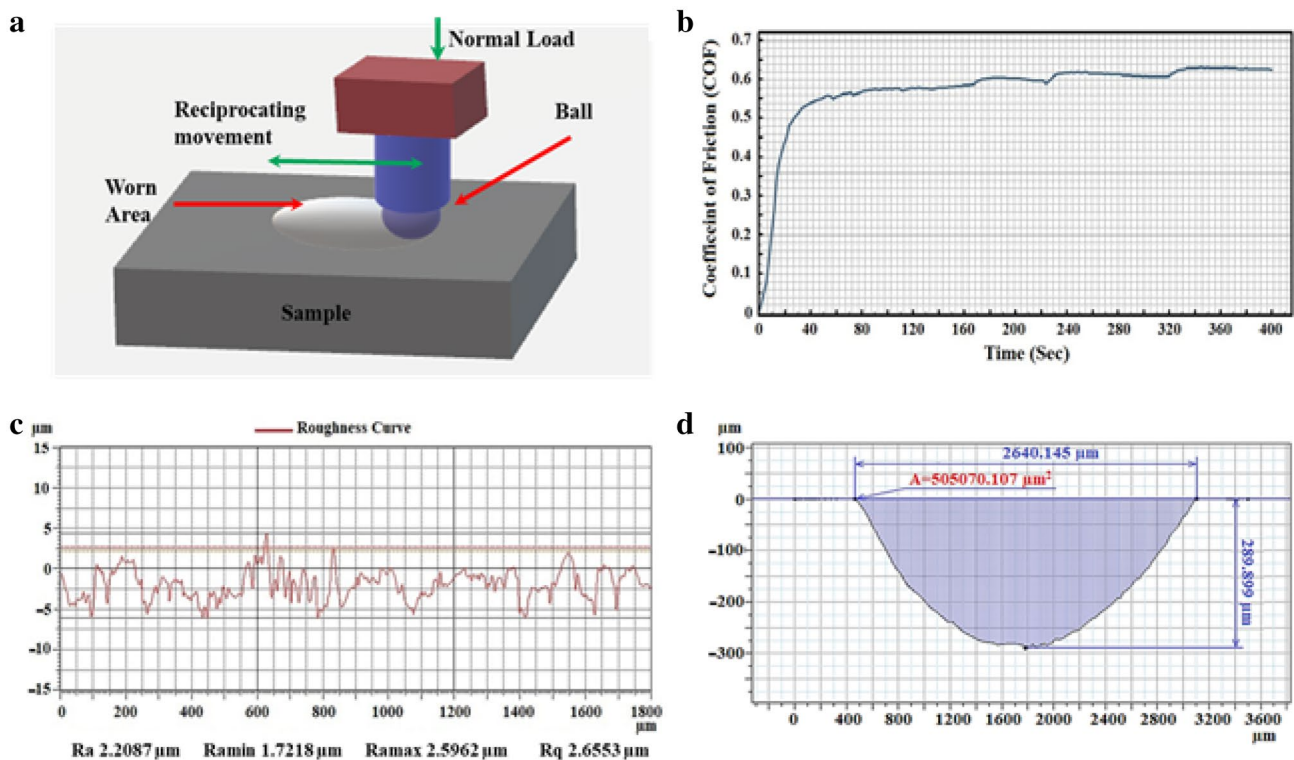 a
Normal Load
Reciprocating
movement
Ball
Worn
Area
Sample
b
Coefficcint of Friction (COF)
0.7
0.6
0.5
0.4
0.3
0.2
0.1
0
0 40 80 120 160 200 240 280 320 360 400
Time (Sec)
c
µm
Roughness Curve
15
10
5
0
-5
-10
-15
0 200 400 600 800 1000 1200 1400 1600 1800
µm
Ra 2.2087 µm Ramin 1.7218 µm Ramax 2.5962 µm Rq 2.6553 µm
d
µm
100
0
-100
-200
-300
2640.145 µm
A=505070.107 µm²
289.899 µm
0 400 800 1200 1600 2000 2400 2800 3200 3600
µm